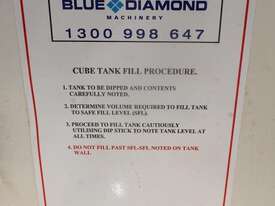 BLUE DIAMOND
MACHINERY
1300 998 647
CUBE TANK FILL PROCEDURE.
1. TANK TO BE DIPPED AND CONTENTS
CAREFULLY NOTED.
2. DETERMINE VOLUME REQUIRED TO FILL TANK
TO SAFE FILL LEVEL (SFL).
3. PROCEED TO FILL TANK CAUTIOUSLY
UTILISING DIP STICK TO NOTE TANK LEVEL AT
ALL TIMES.
4. DO NOT FILL PAST SFL-SFL NOTED ON TANK
WALL.